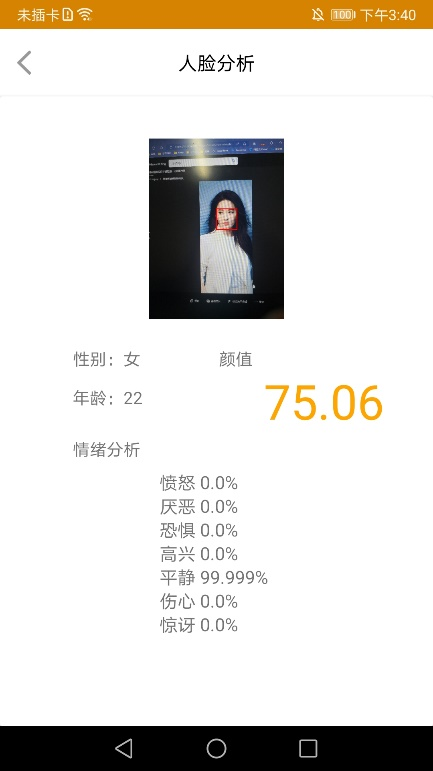 未插卡 100 下午3:40
人脸分析
性别：女 颜值
年龄：22 75.06
情绪分析
愤怒 0.0%
厌恶 0.0%
恐惧 0.0%
高兴 0.0%
平静 99.999%
伤心 0.0%
惊讶 0.0%